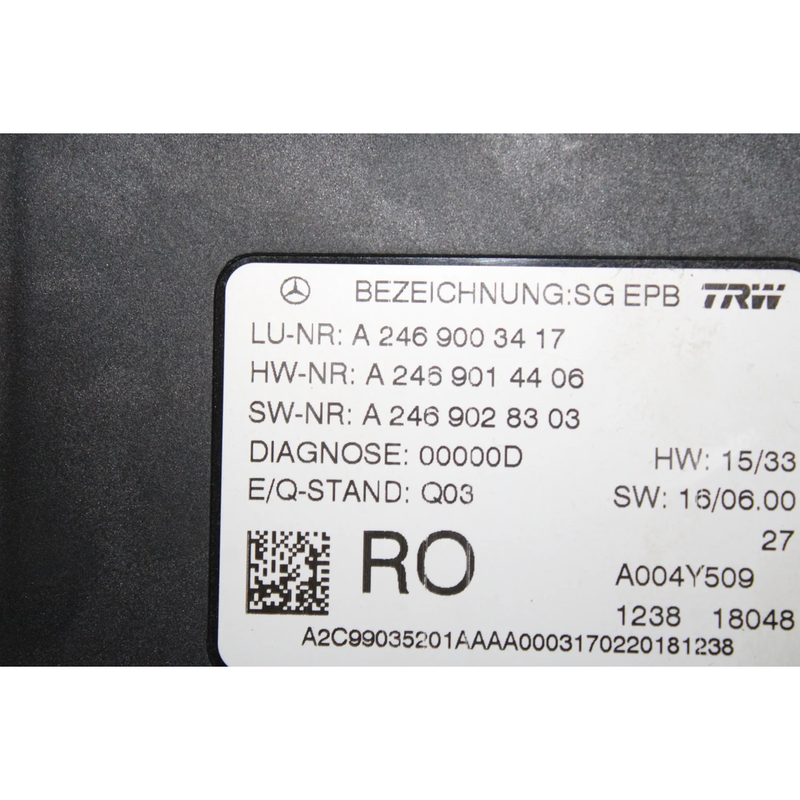 BEZEICHNUNG:SG EPB TRW
LU-NR: A 246 900 34 17
HW-NR: A 246 901 44 06
SW-NR: A 246 902 83 03
DIAGNOSE: 00000D HW: 15/33
E/Q-STAND: Q03 SW: 16/06.00
27
RO
A004Y509
1238 18048
A2C99035201AAAA0003170220181238